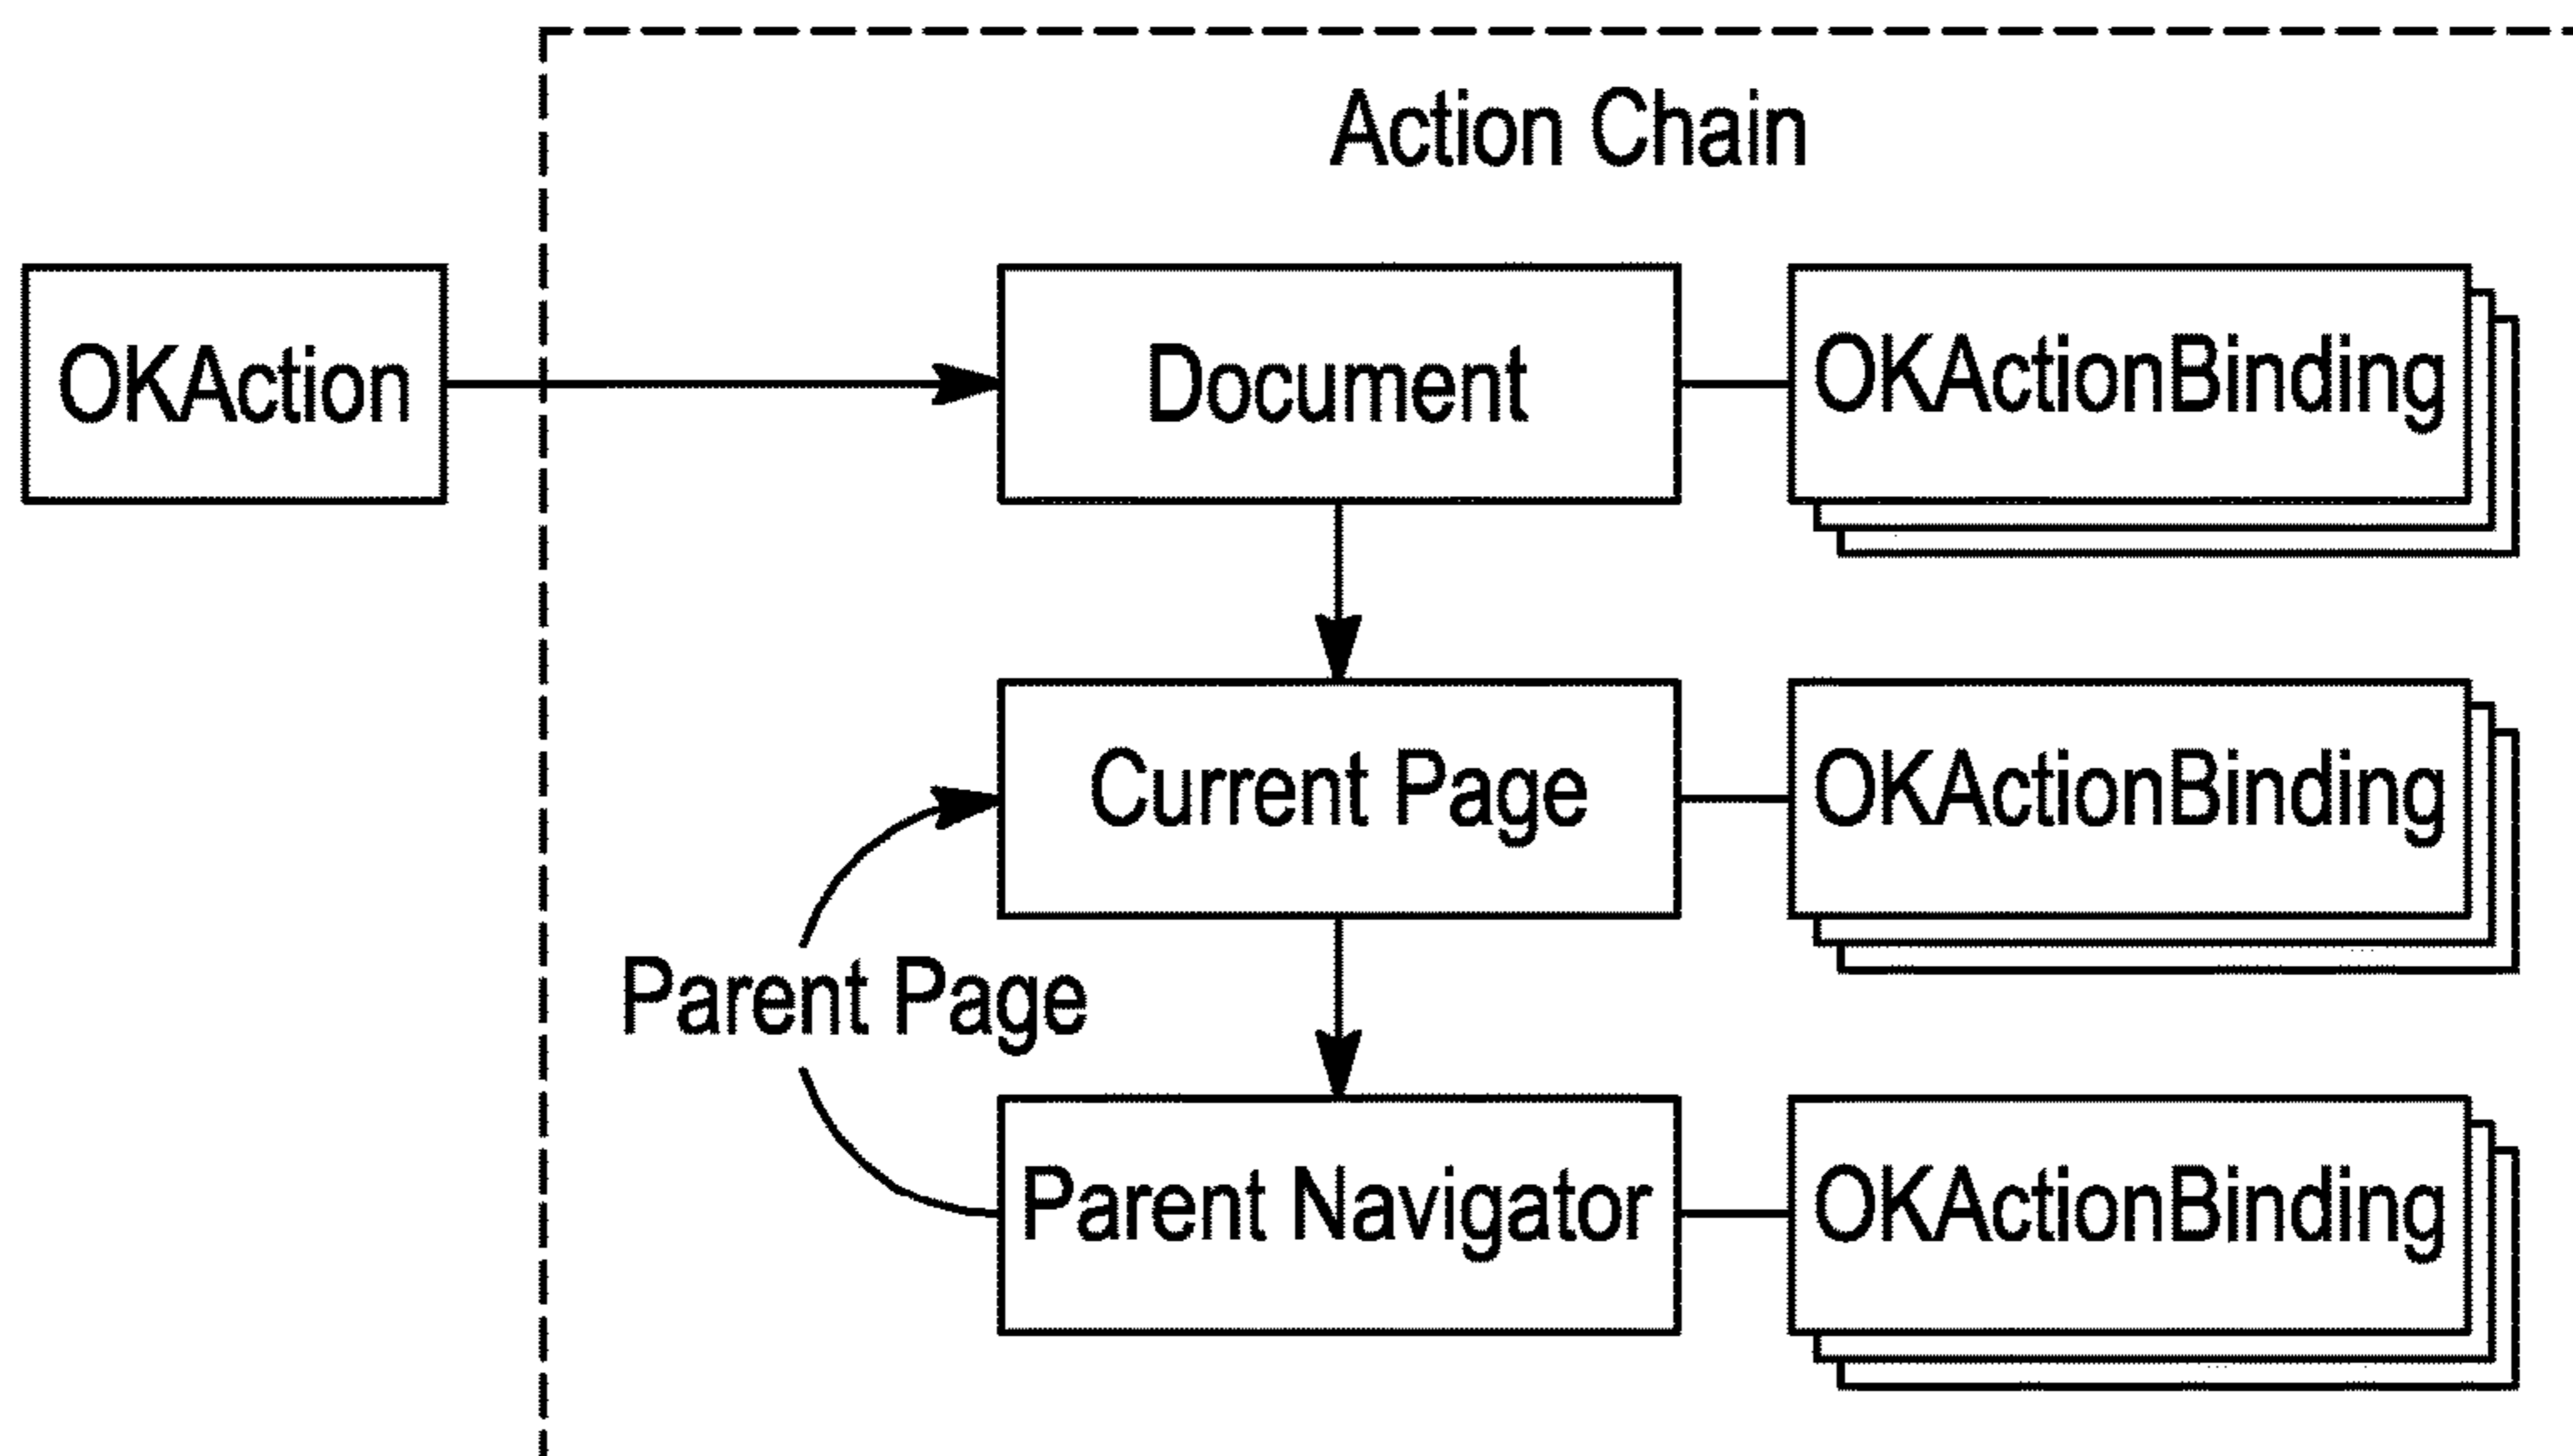 Action Chain
OKAction
Document
OKActionBinding
Current Page
OKActionBinding
Parent Page
Parent Navigator
OKActionBinding